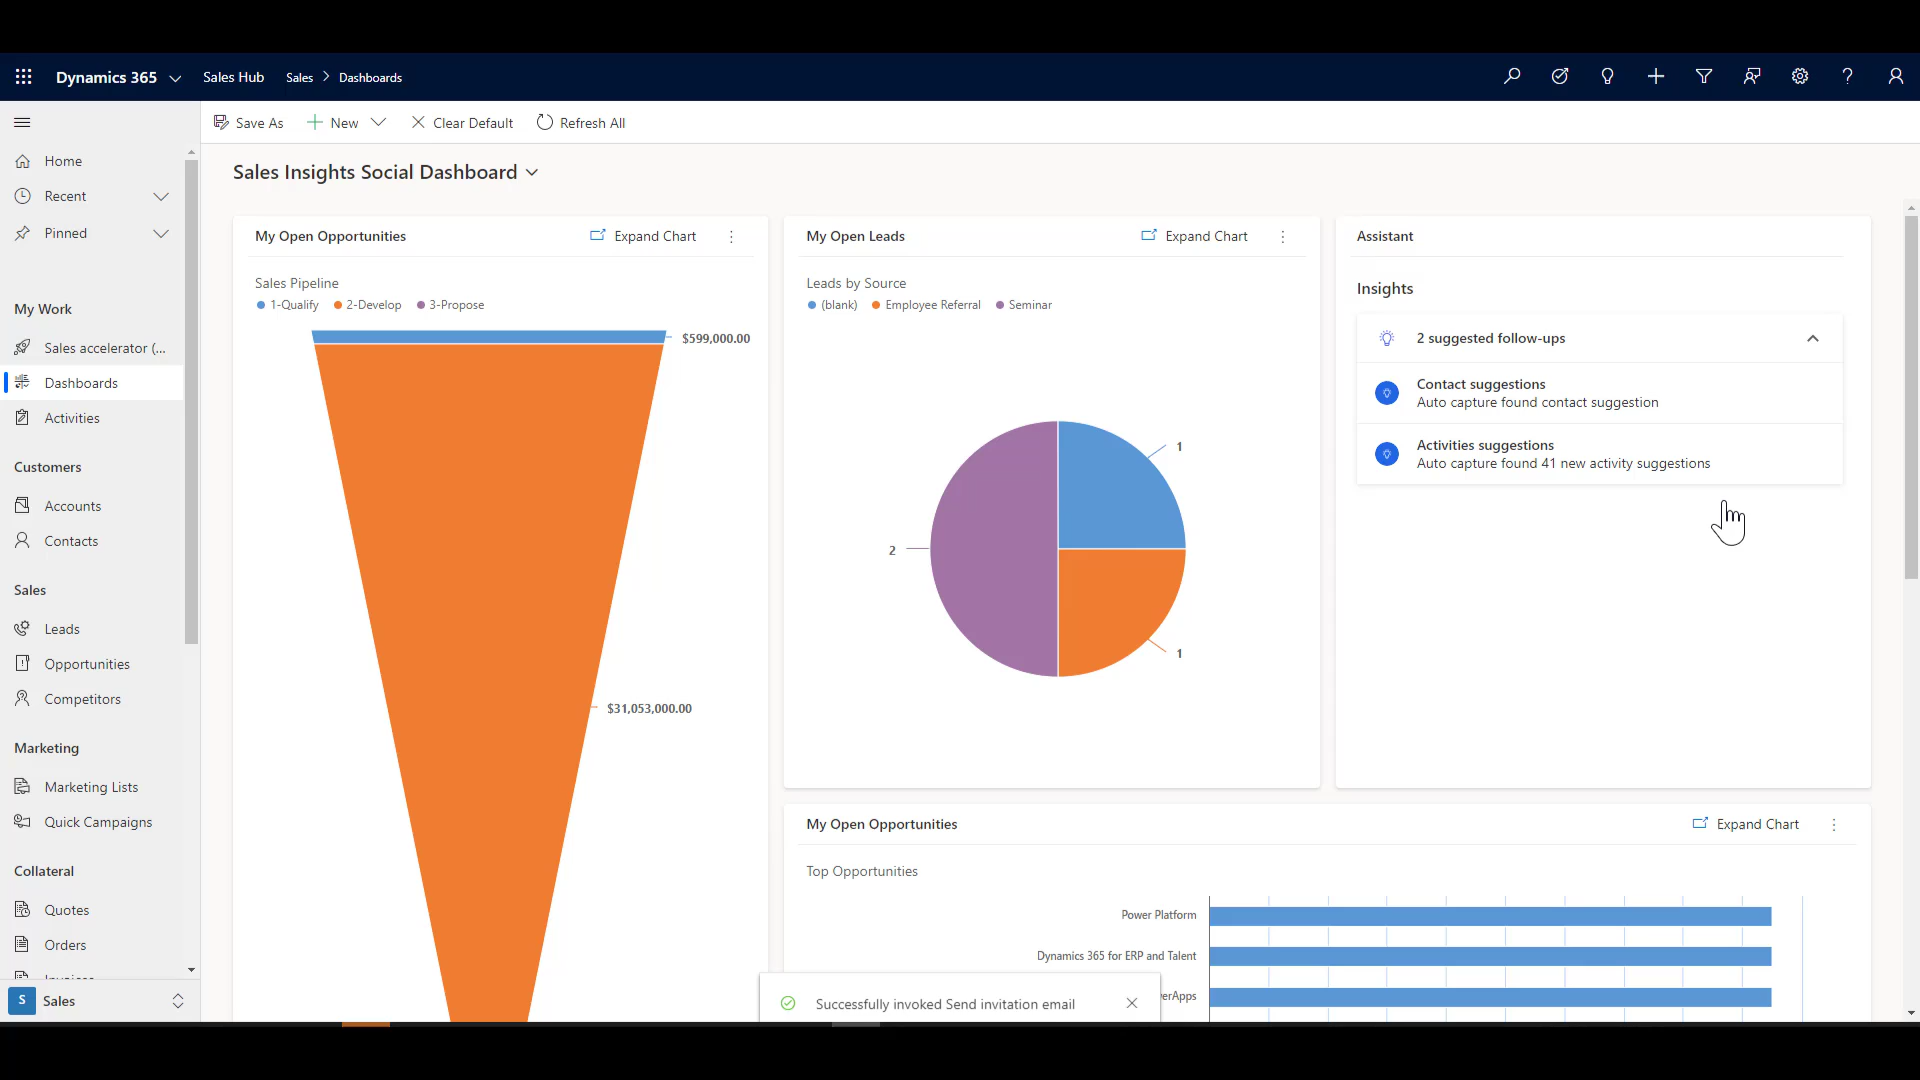 Dynamics 365
Sales Hub
Sales > Dashboards
?
Save As
New
Clear Default
Refresh All
Home
Recent
Pinned
My Work
Sales accelerator (...
Dashboards
Activities
Customers
Accounts
Contacts
Sales
Leads
Opportunities
Competitors
Marketing
Marketing Lists
Quick Campaigns
Collateral
Quotes
Orders
S Sales
Sales Insights Social Dashboard
My Open Opportunities
Expand Chart
Sales Pipeline
1-Qualify 2-Develop 3-Propose
$599,000.00
$31,053,000.00
My Open Leads
Expand Chart
Leads by Source
(blank) Employee Referral Seminar
1
2
1
Assistant
Insights
2 suggested follow-ups
Contact suggestions
Auto capture found contact suggestion
Activities suggestions
Auto capture found 41 new activity suggestions
My Open Opportunities
Expand Chart
Top Opportunities
Power Platform
Dynamics 365 for ERP and Talent
erApps
Successfully invoked Send invitation email